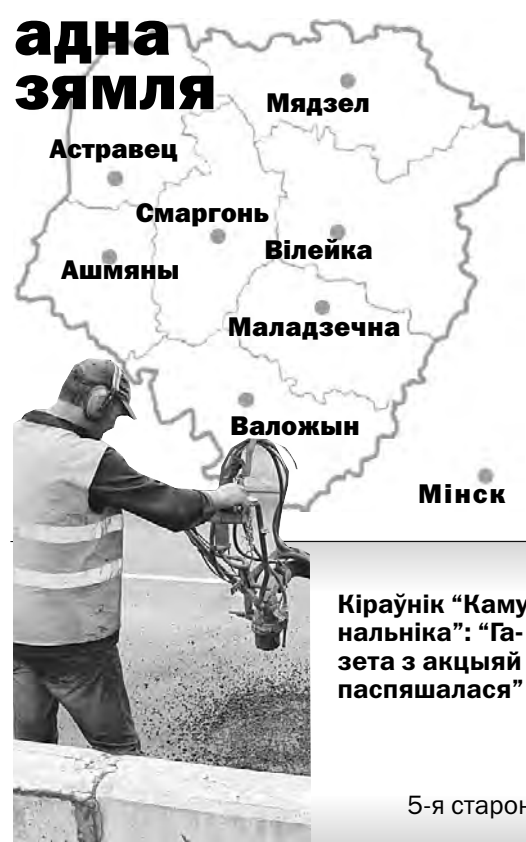 адна
зямля
Мядзел
Астравец
Смаргонь
Вілейка
Ашмяны
Маладзечна
Валожын
Мінск
Кіраўнік “Каму
нальніка”: “Га-
зета з акцыяй
паспяшалася”
5-я старон